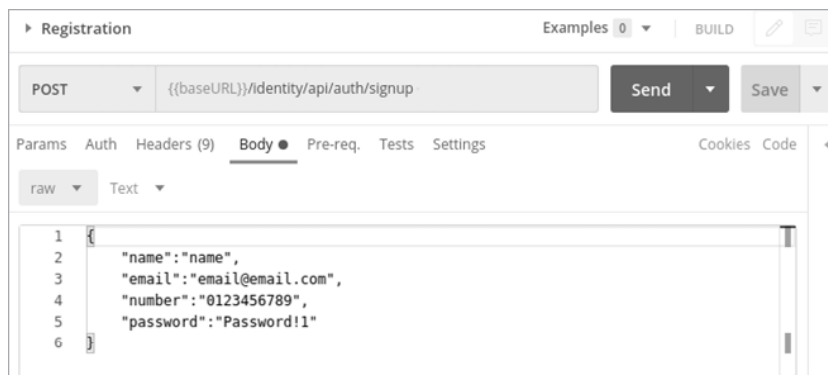 Registration Examples 0 BUILD
POST {{baseURL}}/identity/api/auth/signup Send Save
Params Auth Headers (9) Body Pre-req. Tests Settings Cookies Code
raw Text
1 {
2 "name":"name",
3 "email":"email@email.com",
4 "number":"0123456789",
5 "password":"Password!1"
6 }